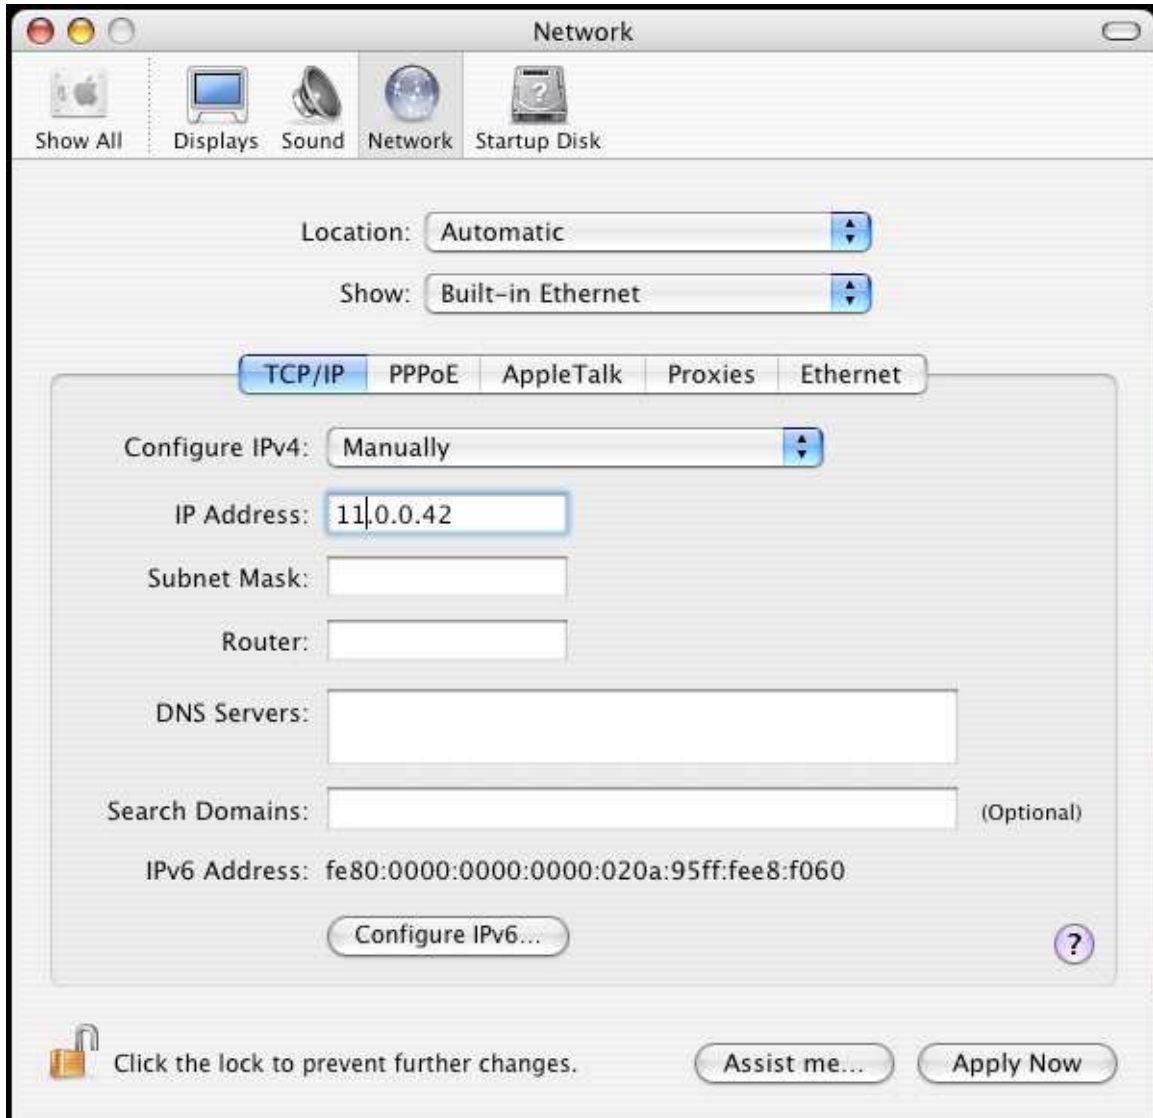 Network
Show All Displays Sound Network Startup Disk
Location: Automatic
Show: Built-in Ethernet
TCP/IP PPPoE AppleTalk Proxies Ethernet
Configure IPv4: Manually
IP Address: 11.0.0.42
Subnet Mask:
Router:
DNS Servers:
Search Domains: (Optional)
IPv6 Address: fe80:0000:0000:0000:020a:95ff:fee8:f060
Configure IPv6...
?
Click the lock to prevent further changes. Assist me... Apply Now